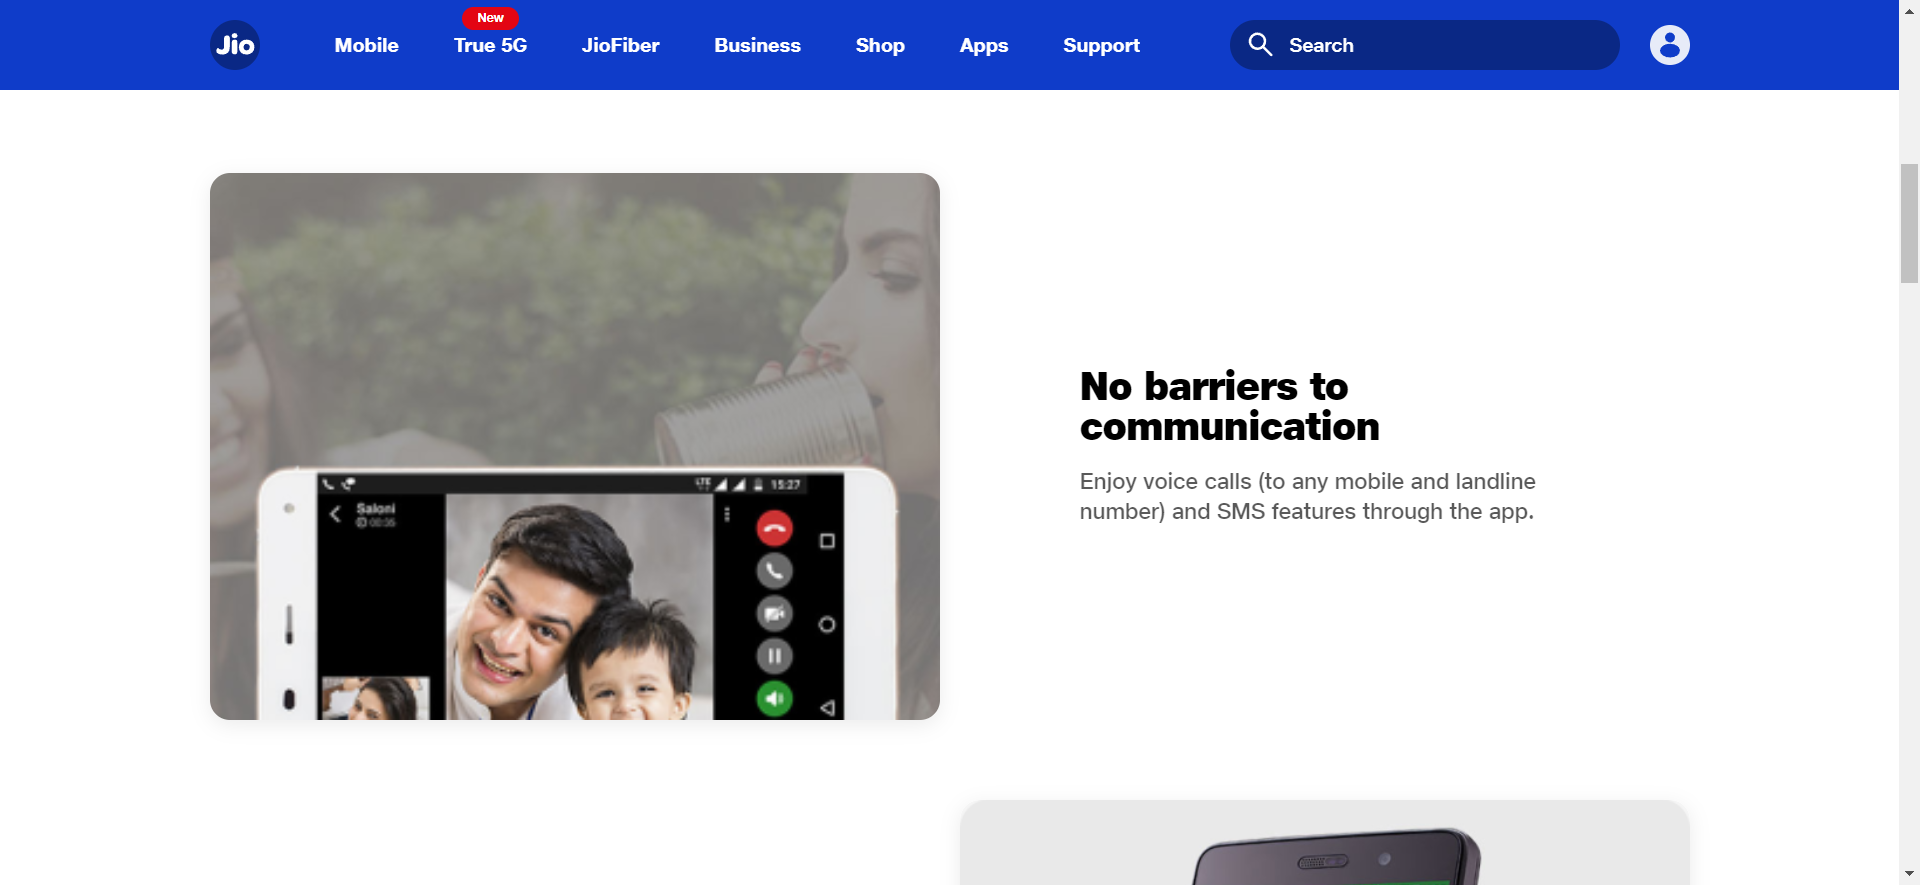 New
Jio
Mobile
True 5G
JioFiber
Business
Shop
Apps
Support
Search
No barriers to
communication
Enjoy voice calls (to any mobile and landline
number) and SMS features through the app.
LTE
15:27
Saloni
00:35